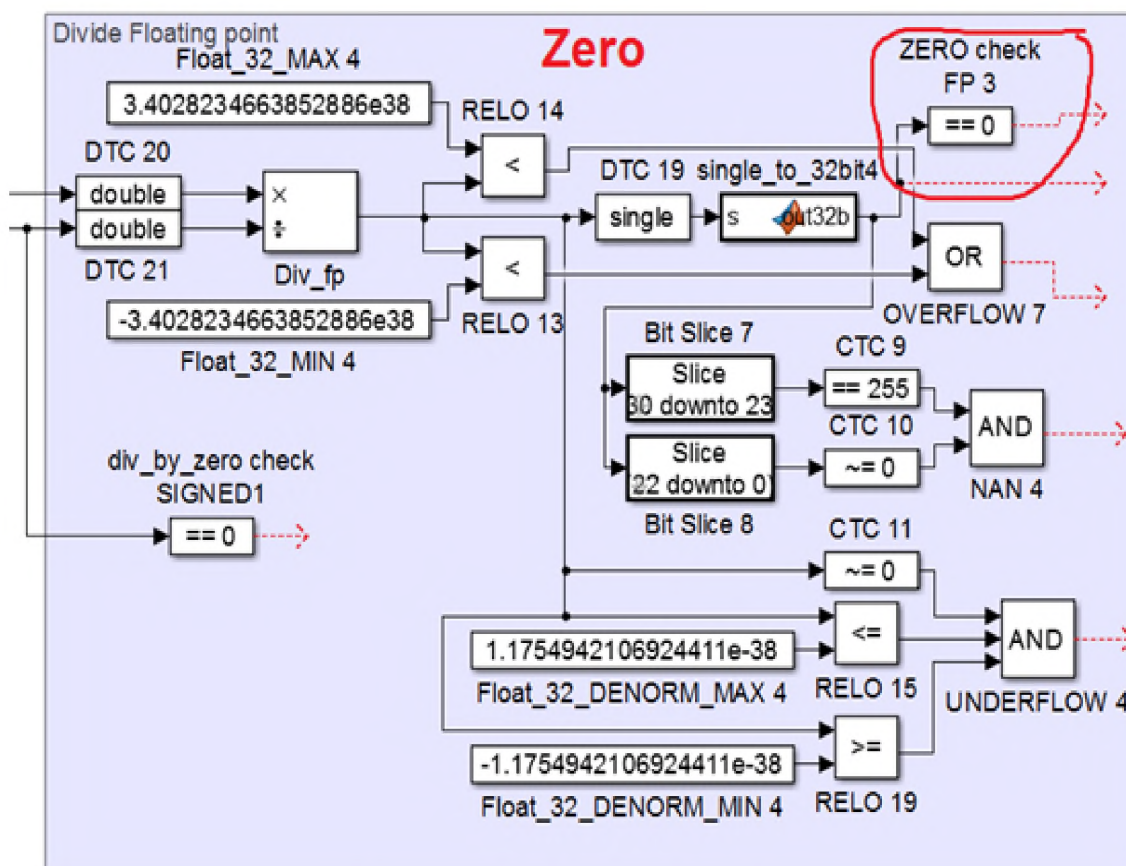 Divide Floating point
Zero
Float_32_MAX 4
3.4028234663852886e38
RELO 14
<
ZERO check
FP 3
== 0
DTC 20
double
double
DTC 21
×
÷
Div_fp
DTC 19
single
single_to_32bit4
s
out32b
<
RELO 13
-3.4028234663852886e38
Float_32_MIN 4
OR
OVERFLOW 7
Bit Slice 7
Slice
30 downto 23
CTC 9
== 255
CTC 10
Slice
(22 downto 0)
Bit Slice 8
~= 0
AND
NAN 4
div_by_zero check
SIGNED1
== 0
CTC 11
~= 0
1.1754942106924411e-38
Float_32_DENORM_MAX 4
<=
RELO 15
AND
UNDERFLOW 4
-1.1754942106924411e-38
Float_32_DENORM_MIN 4
>=
RELO 19